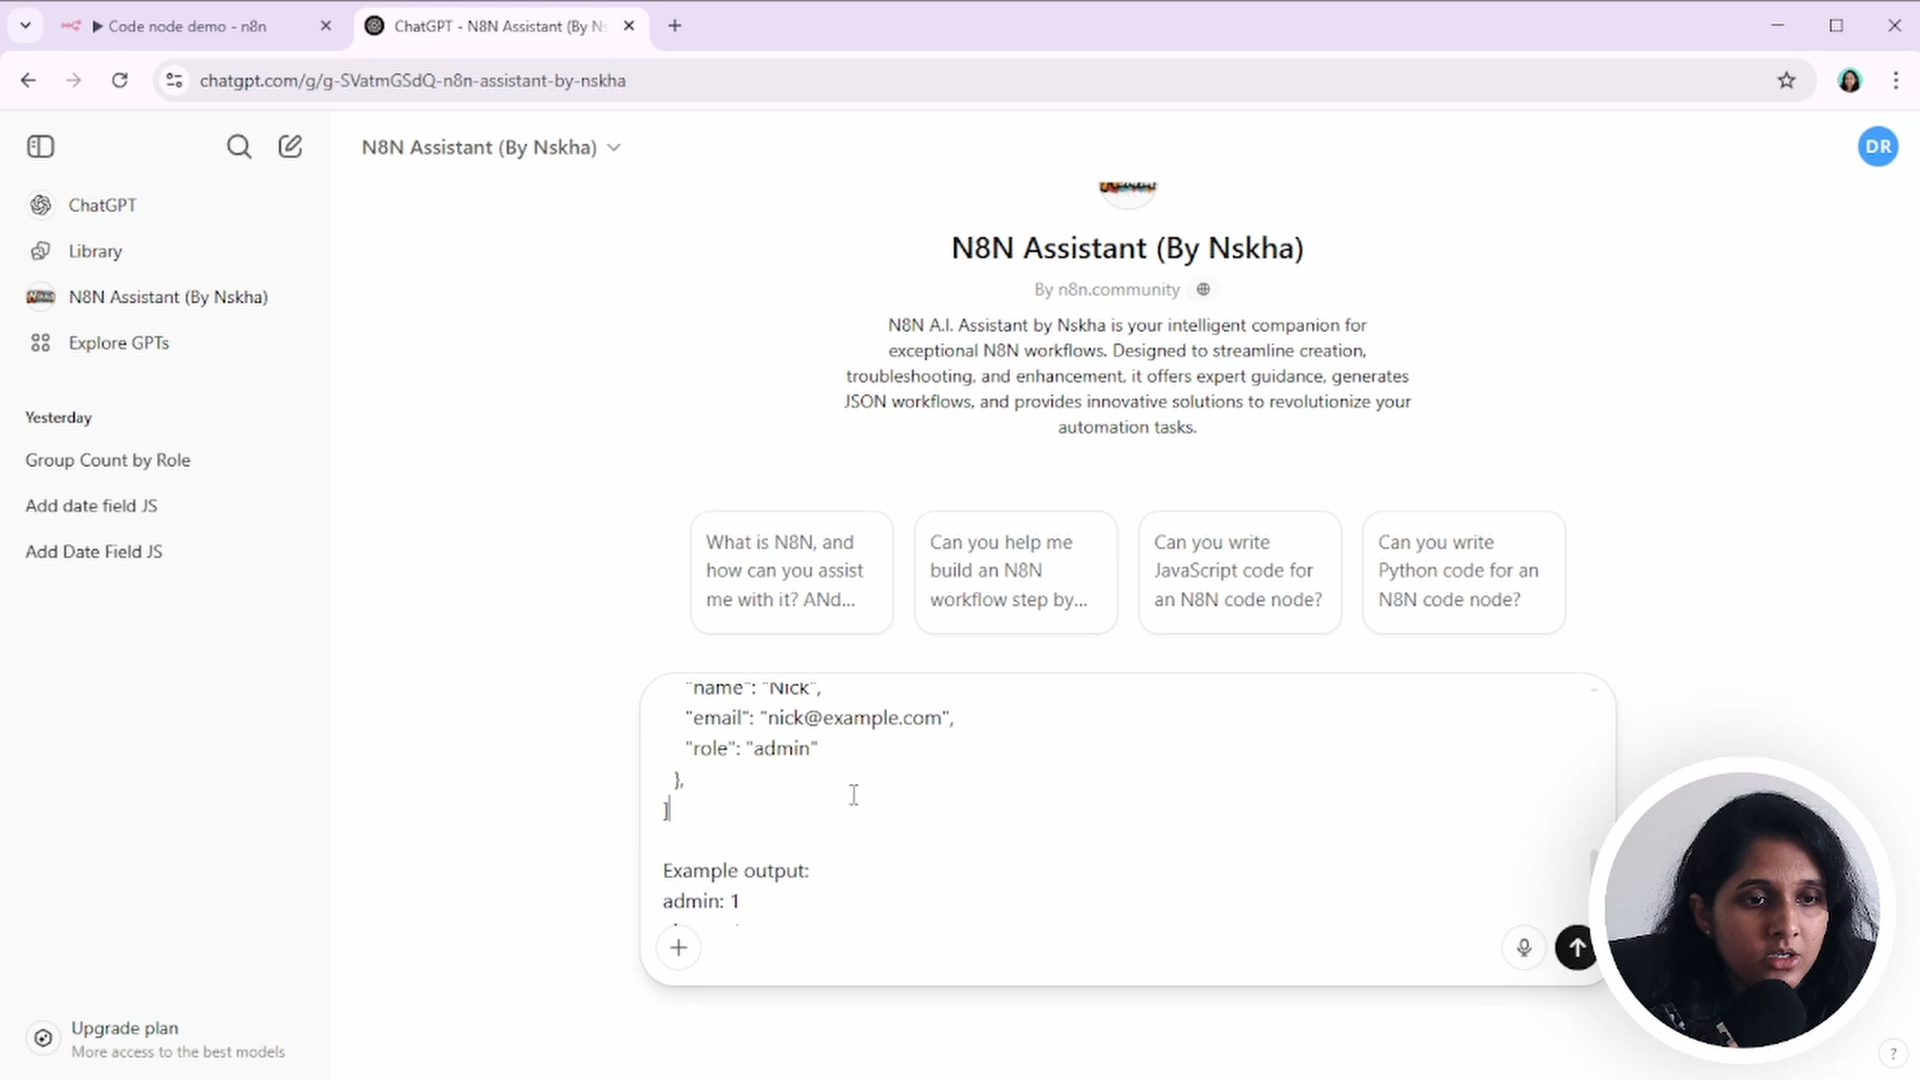 Code node demo - n8n
ChatGPT - N8N Assistant (By Ns
chatgpt.com/g/g-SVatmGSdQ-n8n-assistant-by-nskha
N8N Assistant (By Nskha)
DR
ChatGPT
Library
N8N Assistant (By Nskha)
Explore GPTs
Yesterday
Group Count by Role
Add date field JS
Add Date Field JS
N8N Assistant (By Nskha)
By n8n.community
N8N A.I. Assistant by Nskha is your intelligent companion for
exceptional N8N workflows. Designed to streamline creation,
troubleshooting, and enhancement, it offers expert guidance, generates
JSON workflows, and provides innovative solutions to revolutionize your
automation tasks.
What is N8N, and
how can you assist
me with it? ANd...
Can you help me
build an N8N
workflow step by...
Can you write
JavaScript code for
an N8N code node?
Can you write
Python code for an
N8N code node?
"name": "Nick",
"email": "nick@example.com",
"role": "admin"
},
]
Example output:
admin: 1
Upgrade plan
More access to the best models
?